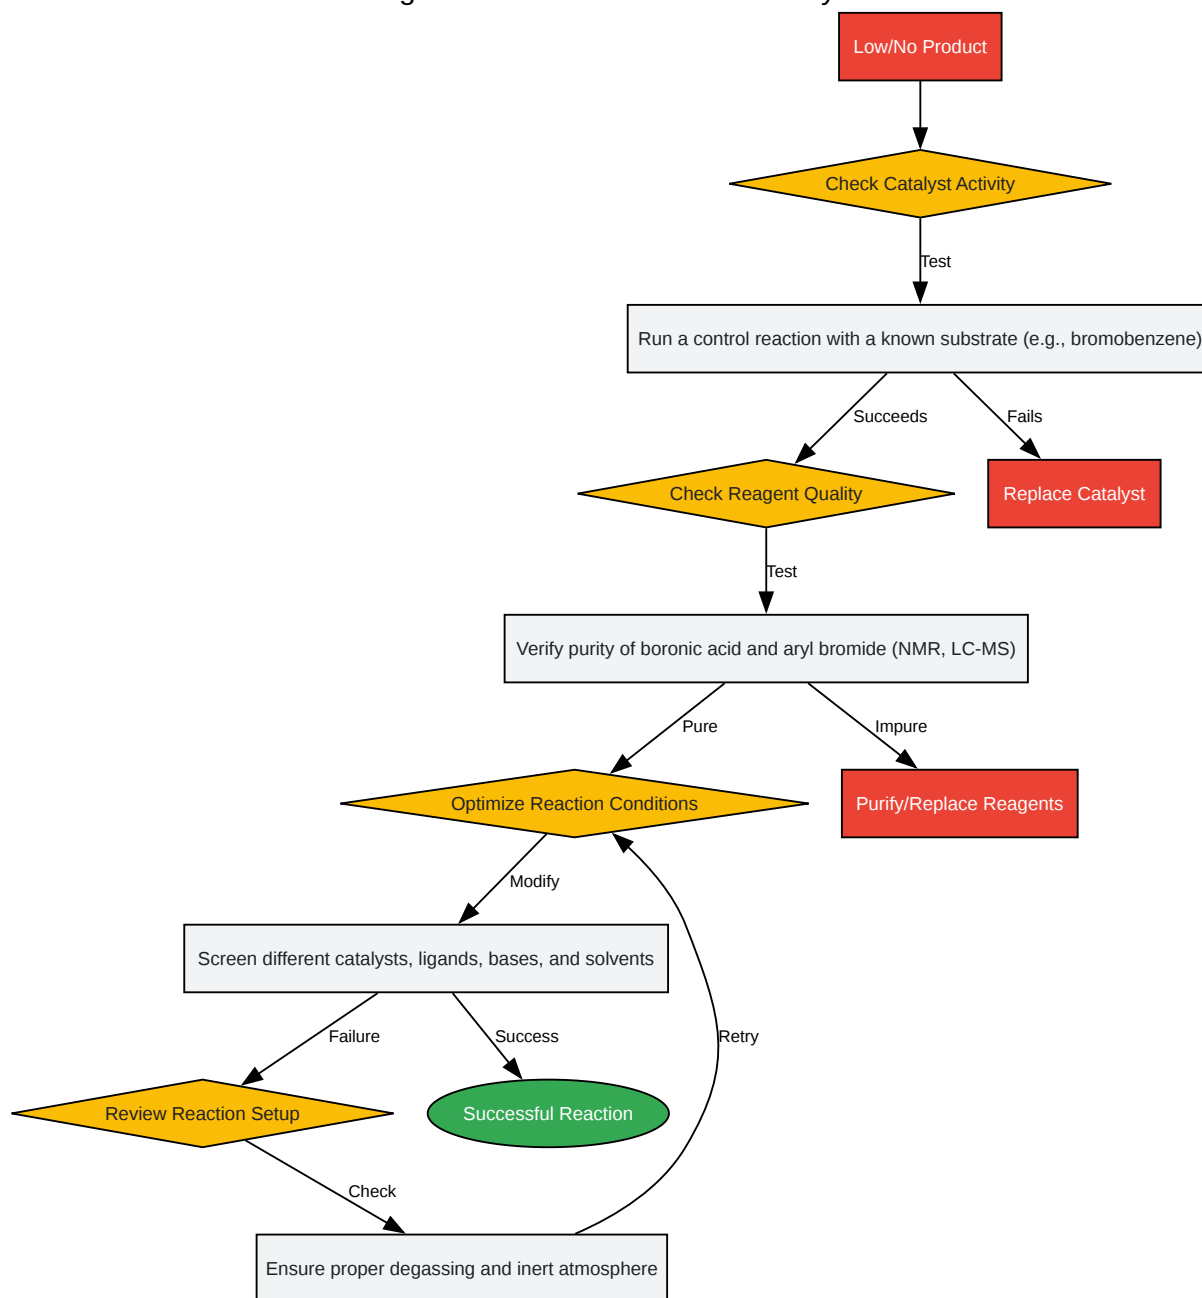 Low/No Product
Check Catalyst Activity
Test
Run a control reaction with a known substrate (e.g., bromobenzene)
Succeeds
Fails
Check Reagent Quality
Replace Catalyst
Test
Verify purity of boronic acid and aryl bromide (NMR, LC-MS)
Pure
Impure
Optimize Reaction Conditions
Purify/Replace Reagents
Modify
Screen different catalysts, ligands, bases, and solvents
Failure
Success
Retry
Review Reaction Setup
Successful Reaction
Check
Ensure proper degassing and inert atmosphere